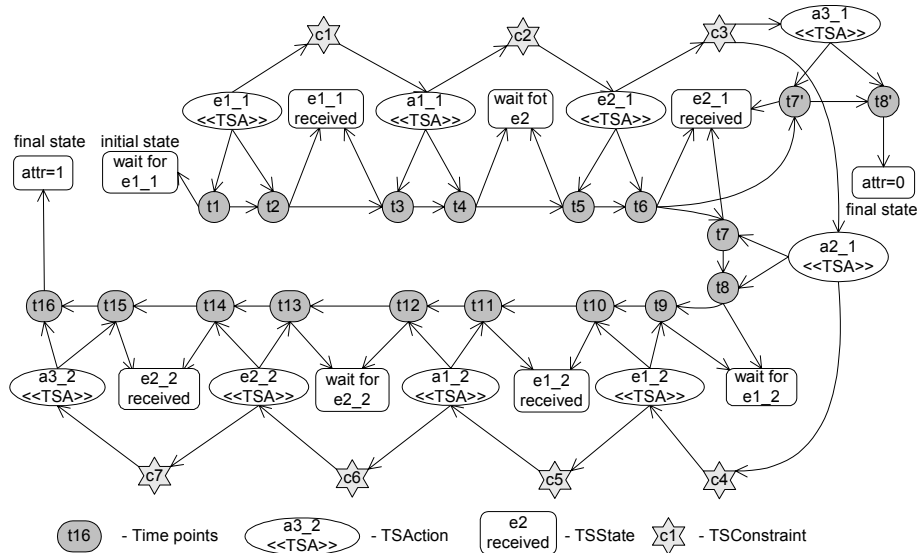 c1
c2
c3
a3_1
<<TSA>>
e1_1
<<TSA>>
e1_1
received
a1_1
<<TSA>>
wait fot
e2
e2_1
<<TSA>>
e2_1
received
t7'
t8'
final state
attr=1
initial state
wait for
e1_1
t1
t2
t3
t4
t5
t6
attr=0
final state
t7
a2_1
<<TSA>>
t8
t16
t15
t14
t13
t12
t11
t10
t9
a3_2
<<TSA>>
e2_2
received
e2_2
<<TSA>>
wait for
e2_2
a1_2
<<TSA>>
e1_2
received
e1_2
<<TSA>>
wait for
e1_2
c7
c6
c5
c4
t16
- Time points
a3_2
<<TSA>>
- TSAction
e2
received
- TSState
c1
- TSConstraint